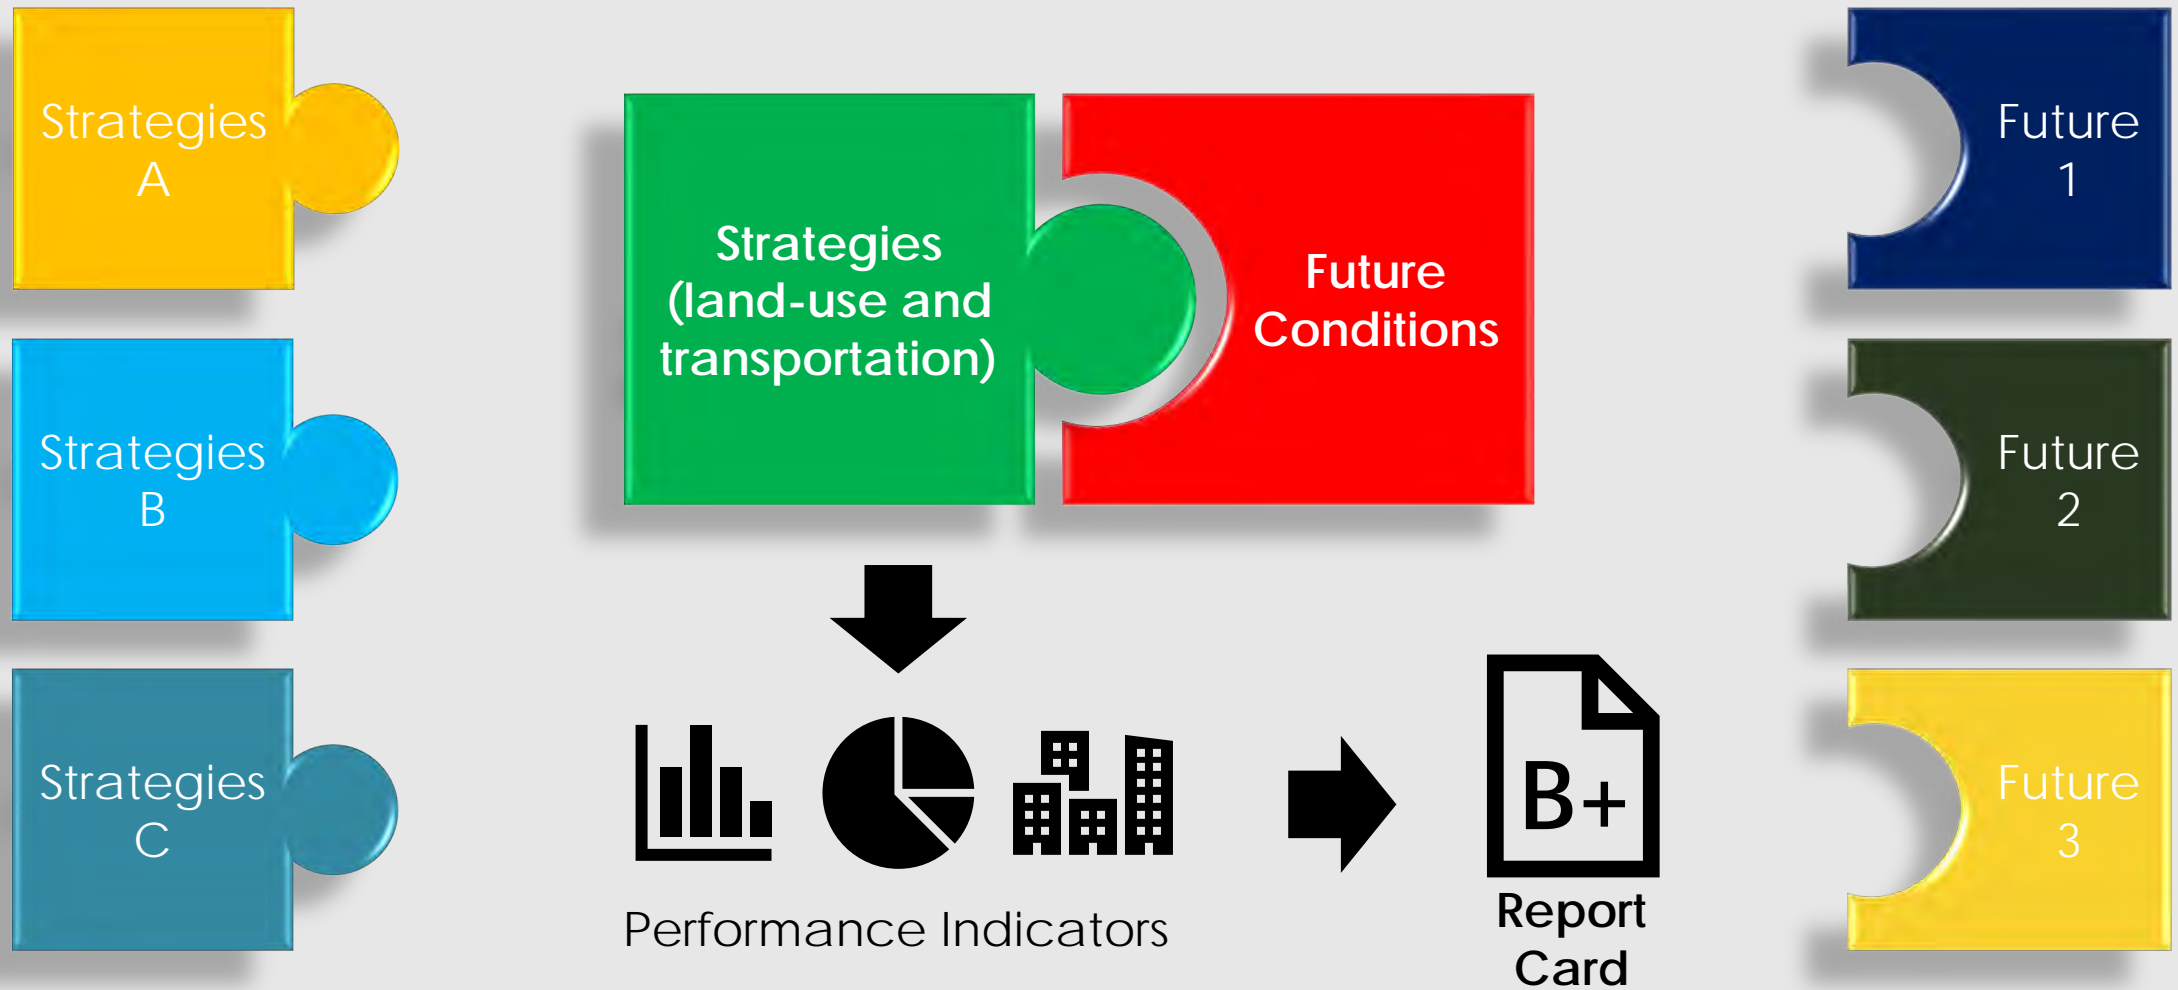 Strategies
A
Strategies
B
Strategies
C
Strategies
(land-use and
transportation)
Future
Conditions
Performance Indicators
B+
Report
Card
Future
1
Future
2
Future
3